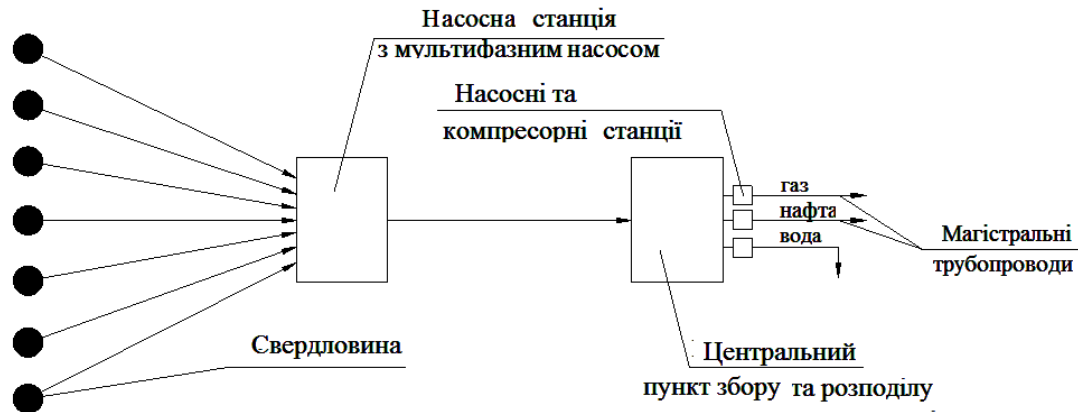 Насосна станція
з мультифазним насосом
Насосні та
компресорні станції
газ
нафта
вода
Магістральні
трубопроводи
Свердловина
Центральний
пункт збору та розподілу